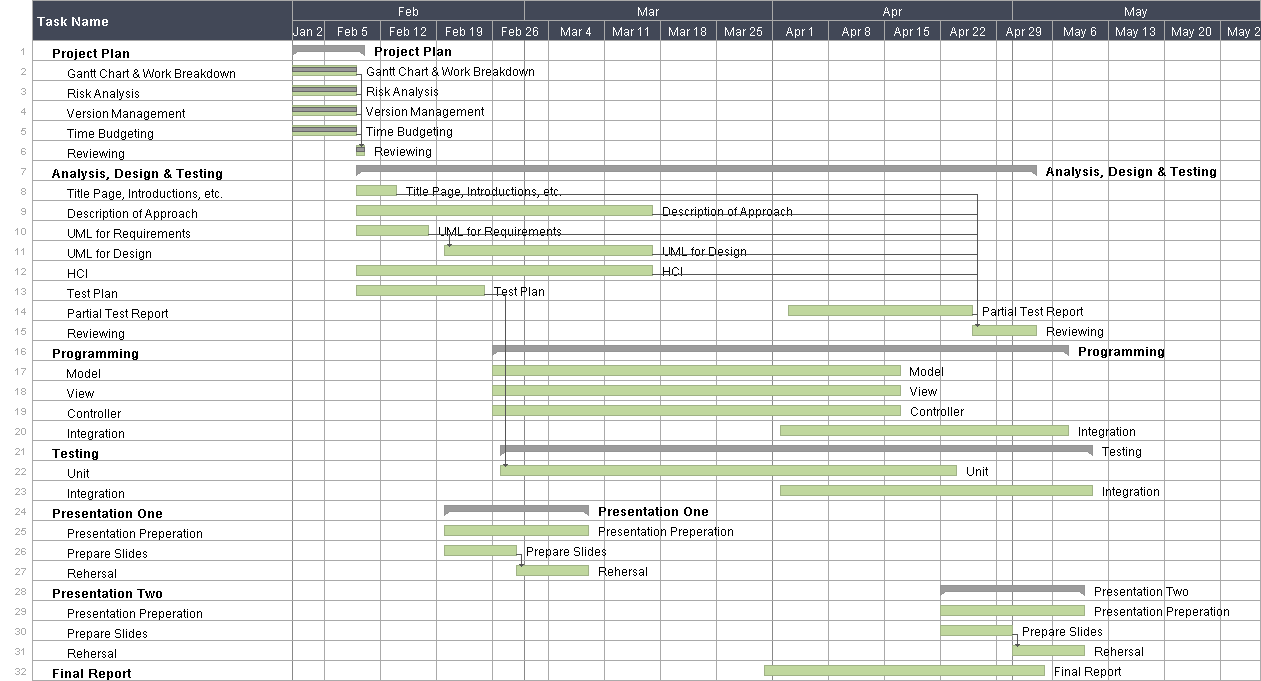 Task Name
Feb Mar Apr May
Jan 2 Feb 5 Feb 12 Feb 19 Feb 26 Mar 4 Mar 11 Mar 18 Mar 25 Apr 1 Apr 8 Apr 15 Apr 22 Apr 29 May 6 May 13 May 20 May 2
1 Project Plan Project Plan
2 Gantt Chart & Work Breakdown Gantt Chart & Work Breakdown
3 Risk Analysis Risk Analysis
4 Version Management Version Management
5 Time Budgeting Time Budgeting
6 Reviewing Reviewing
7 Analysis, Design & Testing Analysis, Design & Testing
8 Title Page, Introductions, etc. Title Page, Introductions, etc.
9 Description of Approach Description of Approach
10 UML for Requirements UML for Requirements
11 UML for Design UML for Design
12 HCI HCI
13 Test Plan Test Plan
14 Partial Test Report Partial Test Report
15 Reviewing Reviewing
16 Programming Programming
17 Model Model
18 View View
19 Controller Controller
20 Integration Integration
21 Testing Testing
22 Unit Unit
23 Integration Integration
24 Presentation One Presentation One
25 Presentation Preperation Presentation Preperation
26 Prepare Slides Prepare Slides
27 Rehersal Rehersal
28 Presentation Two Presentation Two
29 Presentation Preperation Presentation Preperation
30 Prepare Slides Prepare Slides
31 Rehersal Rehersal
32 Final Report Final Report